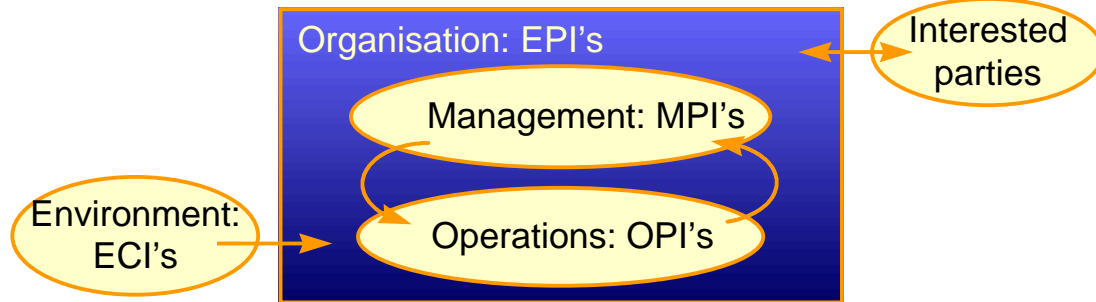 Organisation: EPI's
Interested
parties
Management: MPI's
Environment:
ECI's
Operations: OPI's